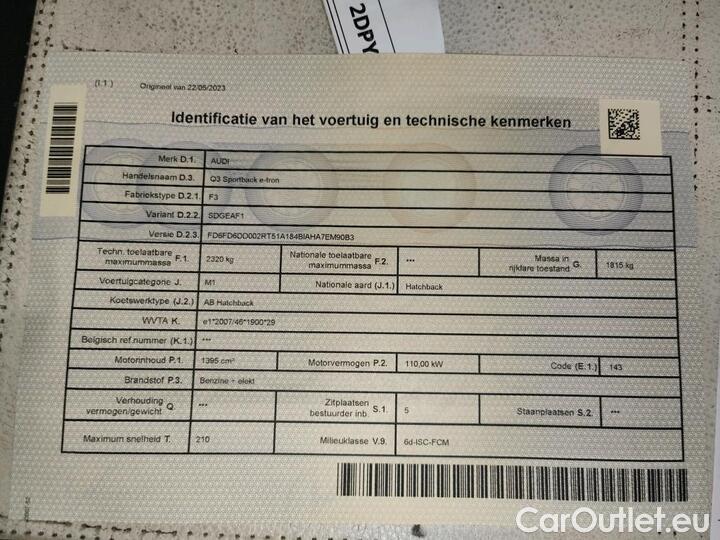 2DPY
(I.1)
Origineel van 22/05/2023
Identificatie van het voertuig en technische kenmerken
Merk D.1. AUDI
Handelsnaam D.3. Q3 Sportback e-tron
Fabriekstype D.2.1. F3
Variant D.2.2. SDGEAF1
Versie D.2.3. FD6FD6DD002RT51A184BIAHA7EM90B3
Techn. toelaatbare maximummassa F.1. 2320 kg Nationale toelaatbare maximummassa F.2. *** Massa in rijklare toestand G. 1815 kg
Voertuigcategorie J. M1 Nationale aard (J.1.) Hatchback
Koetswerktype (J.2.) AB Hatchback
WVTA K. e1*2007/46*1900*29
Belgisch ref.nummer (K.1.) ***
Motorinhoud P.1. 1395 cm³ Motorvermogen P.2. 110,00 kW Code (E.1.) 143
Brandstof P.3. Benzine + elekt
Verhouding vermogen/gewicht Q. *** Zitplaatsen bestuurder inb. S.1. 5 Staanplaatsen S.2. ***
Maximum snelheid T. 210 Milieuklasse V.9. 6d-ISC-FCM
CarOutlet.eu